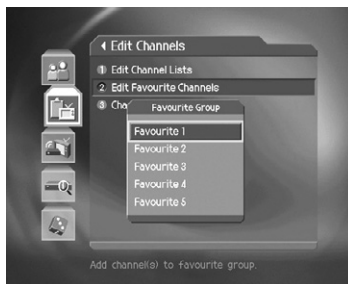 Edit Channels
1 Edit Channel Lists
2 Edit Favourite Channels
3 Cha
Favourite Group
Favourite 1
Favourite 2
Favourite 3
Favourite 4
Favourite 5
Add channel(s) to favourite group.